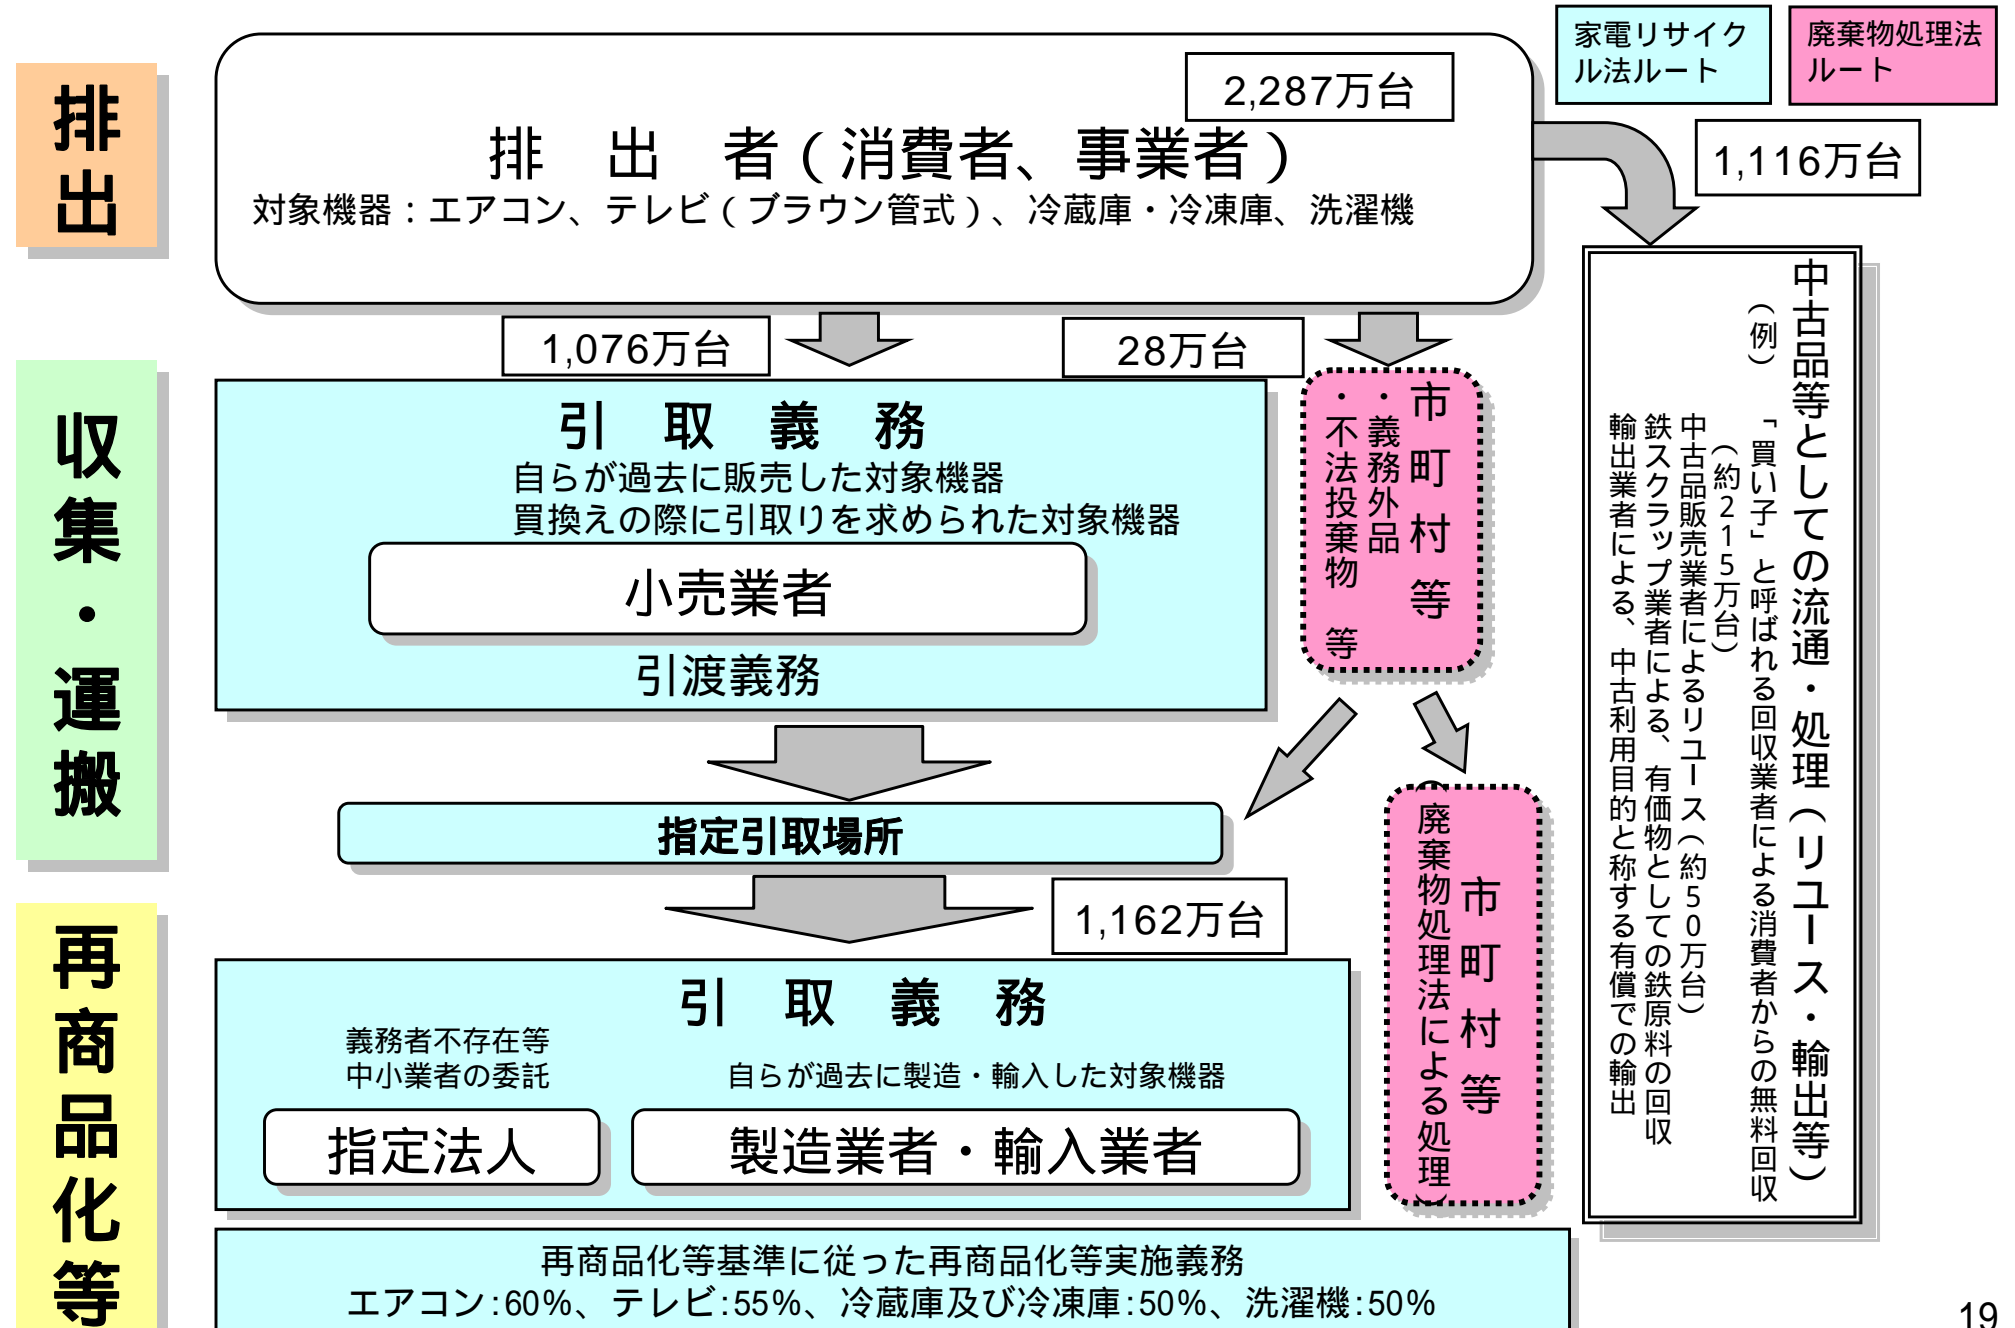 家電リサイク
ル法ルート
廃棄物処理法
ルート
排出
2,287万台
排 出 者(消費者、事業者)
対象機器:エアコン、テレビ(ブラウン管式)、冷蔵庫・冷凍庫、洗濯機
1,116万台
1,076万台
28万台
収集・運搬
引 取 義 務
自らが過去に販売した対象機器
買換えの際に引取りを求められた対象機器
小売業者
引渡義務
市町村等
・義務外品
・不法投棄物 等
中古品等としての流通・処理(リユース・輸出等)
(例) 「買い子」と呼ばれる回収業者による消費者からの無料回収
(約215万台)
中古品販売業者によるリユース(約50万台)
鉄スクラップ業者による、有価物としての鉄原料の回収
輸出業者による、中古利用目的と称する有償での輸出
指定引取場所
1,162万台
市町村等
(廃棄物処理法による処理)
再商品化等
引 取 義 務
義務者不存在等
中小業者の委託
自らが過去に製造・輸入した対象機器
指定法人
製造業者・輸入業者
再商品化等基準に従った再商品化等実施義務
エアコン:60%、テレビ:55%、冷蔵庫及び冷凍庫:50%、洗濯機:50%
19